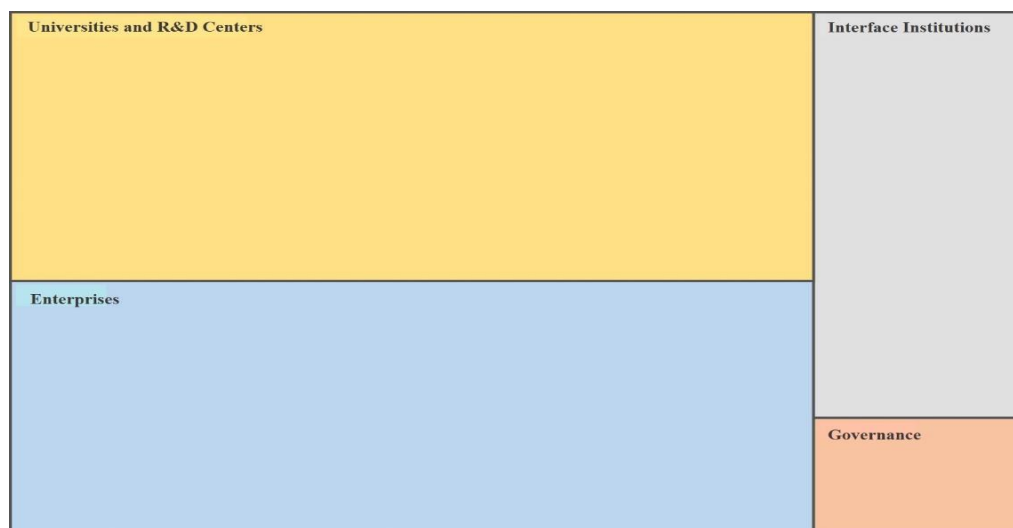 Universities and R&D Centers
Interface Institutions
Enterprises
Governance